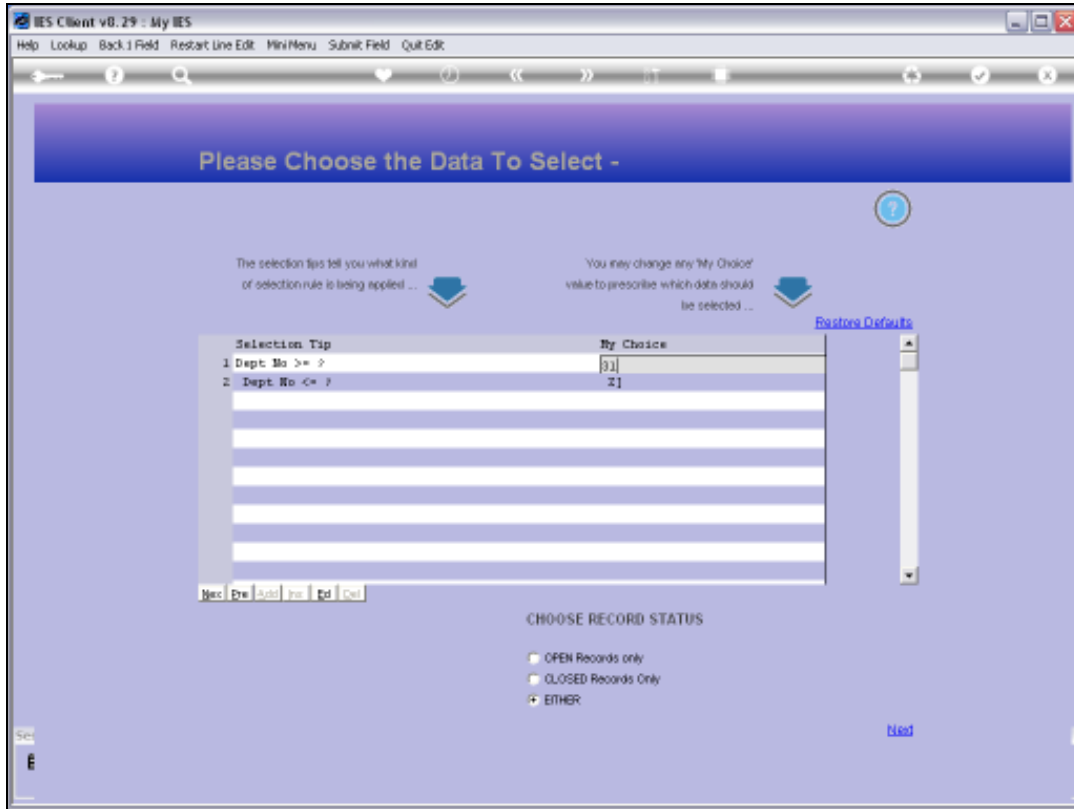 IES Client v8.29 : My IES
Help Lookup Back 1 Field Restart Line Edit Mini Menu Submit Field Quit Edit
Please Choose the Data To Select -
The selection tips tell you what kind
of selection rule is being applied ...
You may change any 'My Choice'
value to prescribe which data should
be selected ...
Restore Defaults
Selection Tip My Choice
1 Dept No >= ? 31
2 Dept No <= ? Z]
Nex Pre Add Ins Ed Del
CHOOSE RECORD STATUS
OPEN Records only
CLOSED Records Only
EITHER
Next
Se